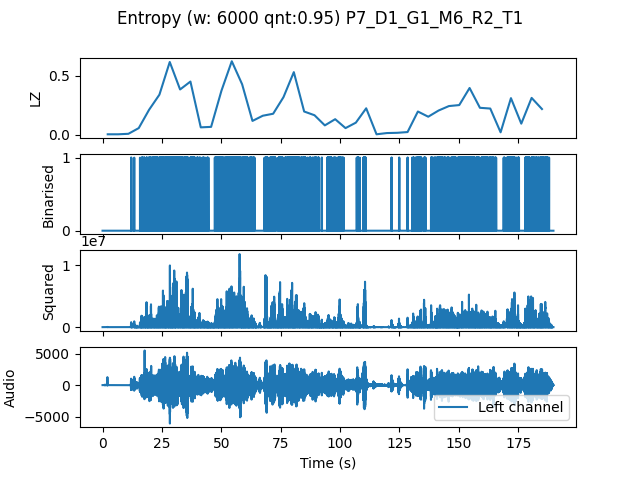 Entropy (w: 6000 qnt:0.95) P7_D1_G1_M6_R2_T1
0.5
0.0
LZ
1
0
Binarised
1e7
1
0
Squared
5000
0
−5000
Audio
Left channel
0 25 50 75 100 125 150 175
Time (s)